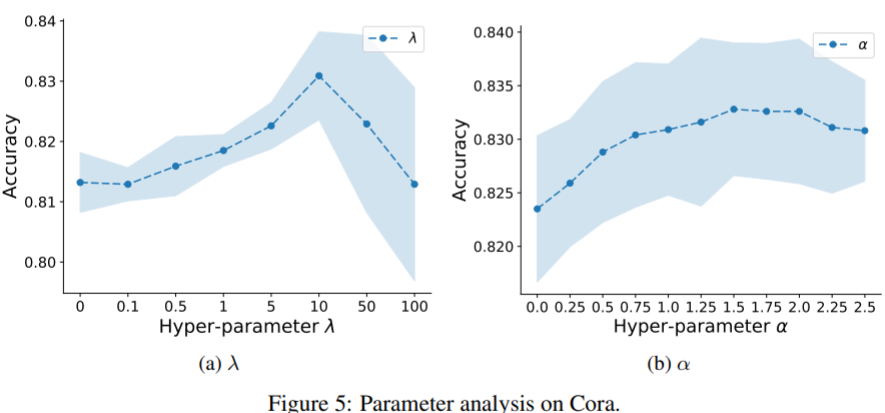 0.84
0.83
0.82
0.81
0.80
Accuracy
λ
0 0.1 0.5 1 5 10 50 100
Hyper-parameter λ
(a) λ
0.840
0.835
0.830
0.825
0.820
Accuracy
α
0.0 0.25 0.5 0.75 1.0 1.25 1.5 1.75 2.0 2.25 2.5
Hyper-parameter α
(b) α
Figure 5: Parameter analysis on Cora.